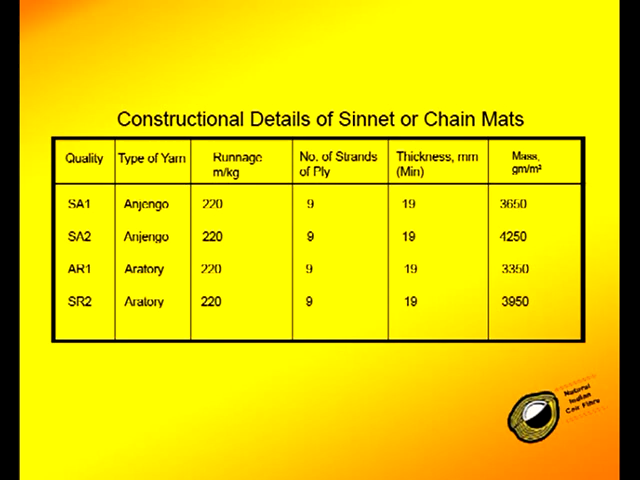 Constructional Details of Sinnet or Chain Mats
Quality Type of Yarn Runnage m/kg No. of Strands of Ply Thickness, mm (Min) Mass, gm/m²
SA1 Anjengo 220 9 19 3650
SA2 Anjengo 220 9 19 4250
AR1 Aratory 220 9 19 3350
SR2 Aratory 220 9 19 3950
Natural
Indian
Coir Fibre